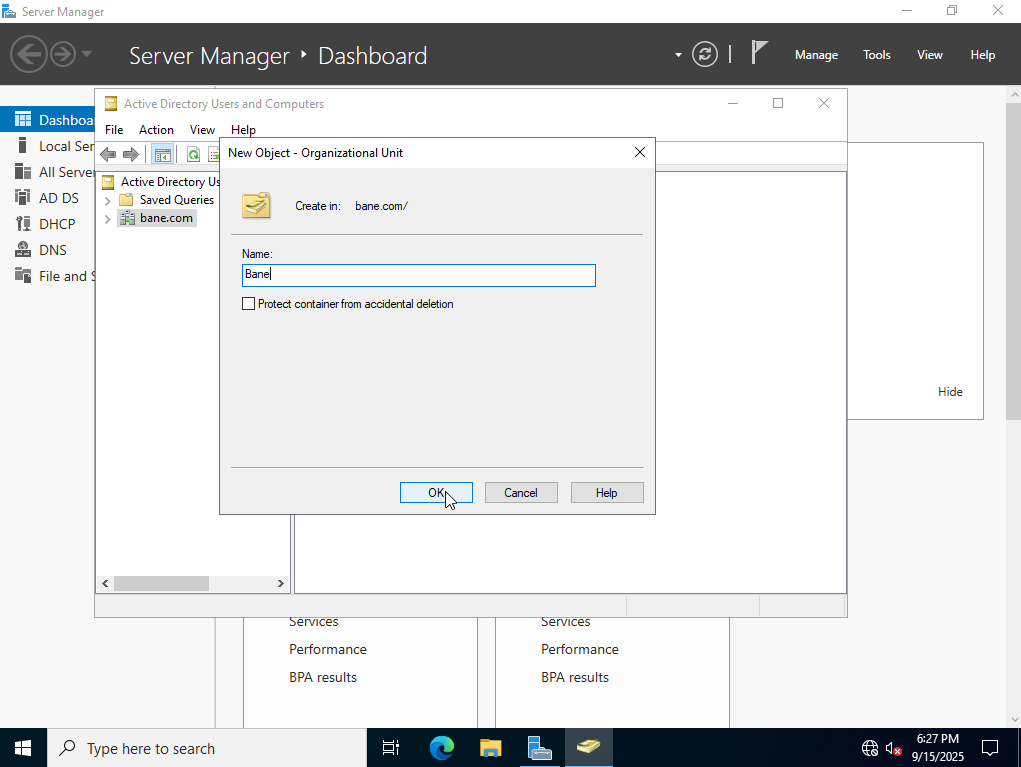 Server Manager
Server Manager ‣ Dashboard
Manage Tools View Help
Active Directory Users and Computers
File Action View Help
New Object - Organizational Unit
Create in: bane.com/
Name:
Bane
Protect container from accidental deletion
OK Cancel Help
Active Directory Us
Saved Queries
bane.com
Dashboa
Local Ser
All Server
AD DS
DHCP
DNS
File and S
Hide
Services
Performance
BPA results
Services
Performance
BPA results
Type here to search
6:27 PM
9/15/2025